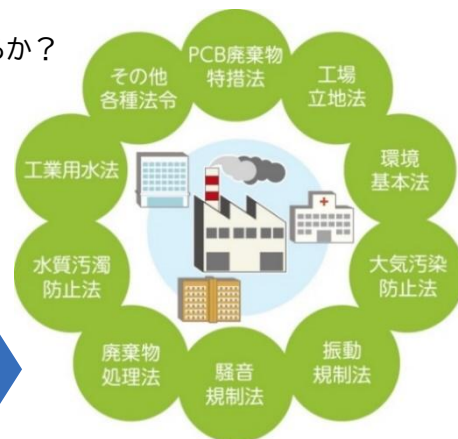 か？
PCB廃棄物
特措法
工場
立地法
環境
基本法
大気汚染
防止法
振動
規制法
騒音
規制法
廃棄物
処理法
水質汚濁
防止法
工業用水法
その他
各種法令